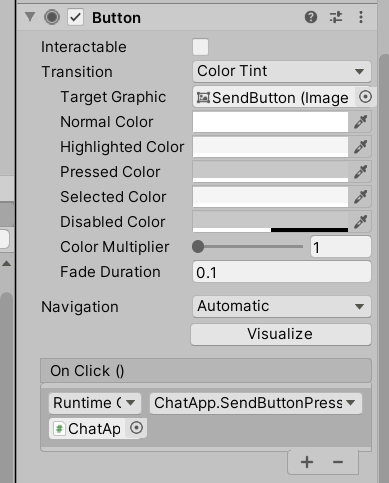 Button
Interactable
Transition Color Tint
Target Graphic SendButton (Image
Normal Color
Highlighted Color
Pressed Color
Selected Color
Disabled Color
Color Multiplier 1
Fade Duration 0.1
Navigation Automatic
Visualize
On Click ()
Runtime ChatApp.SendButtonPress
# ChatAp
+ −